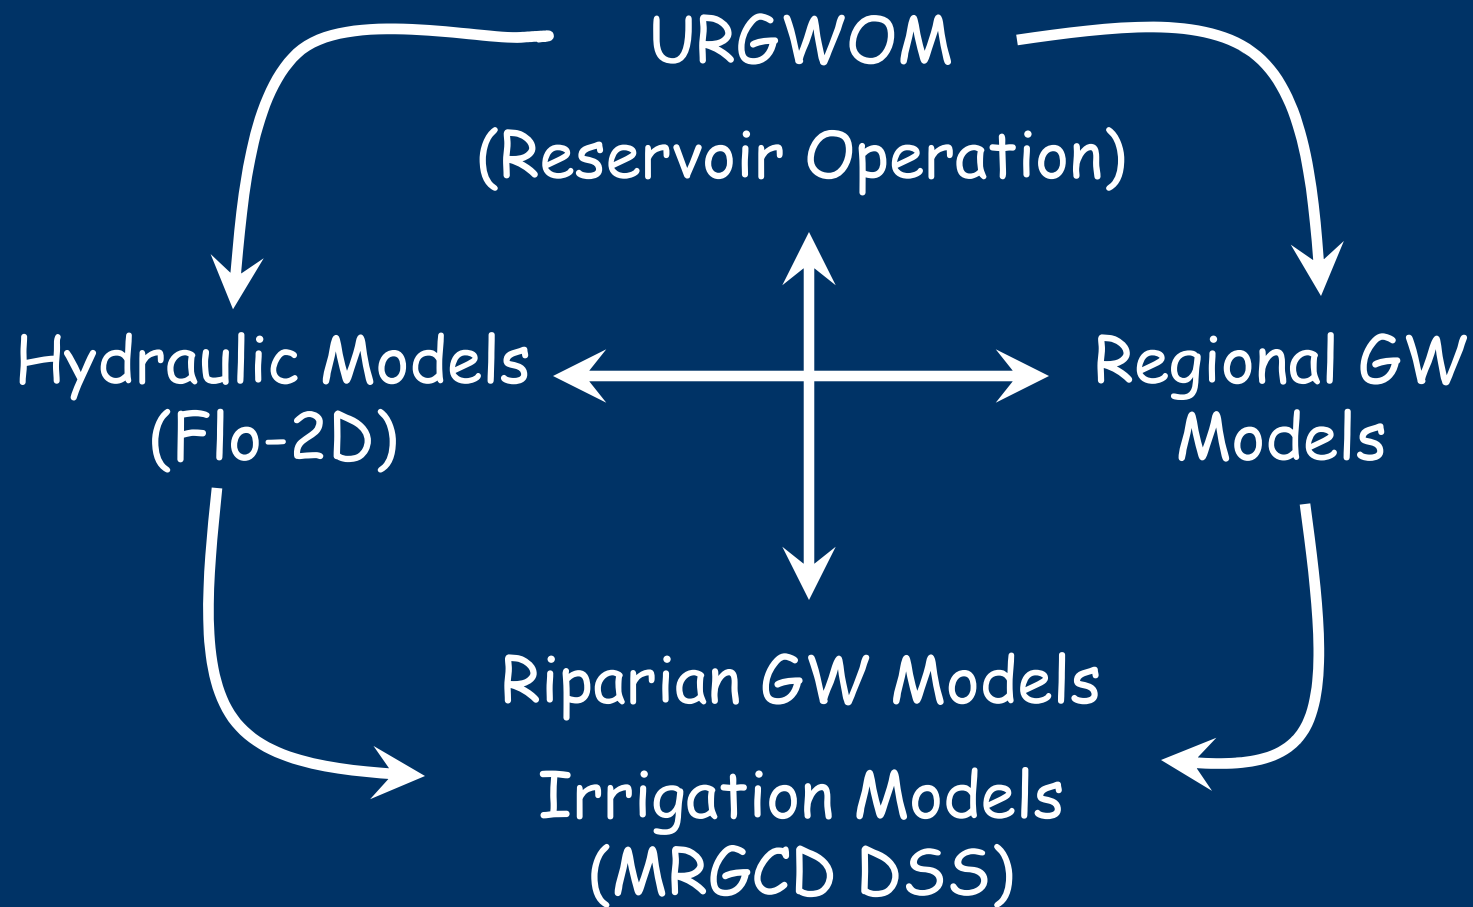 URGWOM
(Reservoir Operation)
Hydraulic Models
(Flo-2D)
Regional GW
Models
Riparian GW Models
Irrigation Models
(MRGCD DSS)